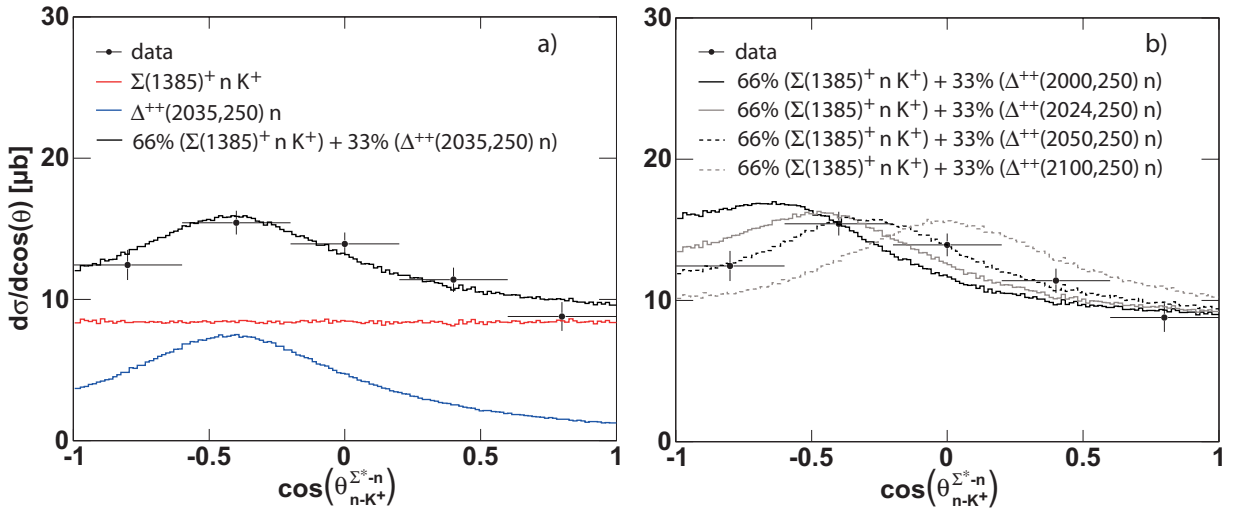 a)
data
Σ(1385)⁺ n K⁺
Δ⁺⁺(2035,250) n
66% (Σ(1385)⁺ n K⁺) + 33% (Δ⁺⁺(2035,250) n)
30
20
10
0
-1 -0.5 0 0.5 1
dσ/dcos(θ) [μb]
cos(θ^{Σ*-n}_{n-K⁺})
b)
data
66% (Σ(1385)⁺ n K⁺) + 33% (Δ⁺⁺(2000,250) n)
66% (Σ(1385)⁺ n K⁺) + 33% (Δ⁺⁺(2024,250) n)
66% (Σ(1385)⁺ n K⁺) + 33% (Δ⁺⁺(2050,250) n)
66% (Σ(1385)⁺ n K⁺) + 33% (Δ⁺⁺(2100,250) n)
30
20
10
0
-1 -0.5 0 0.5 1
cos(θ^{Σ*-n}_{n-K⁺})